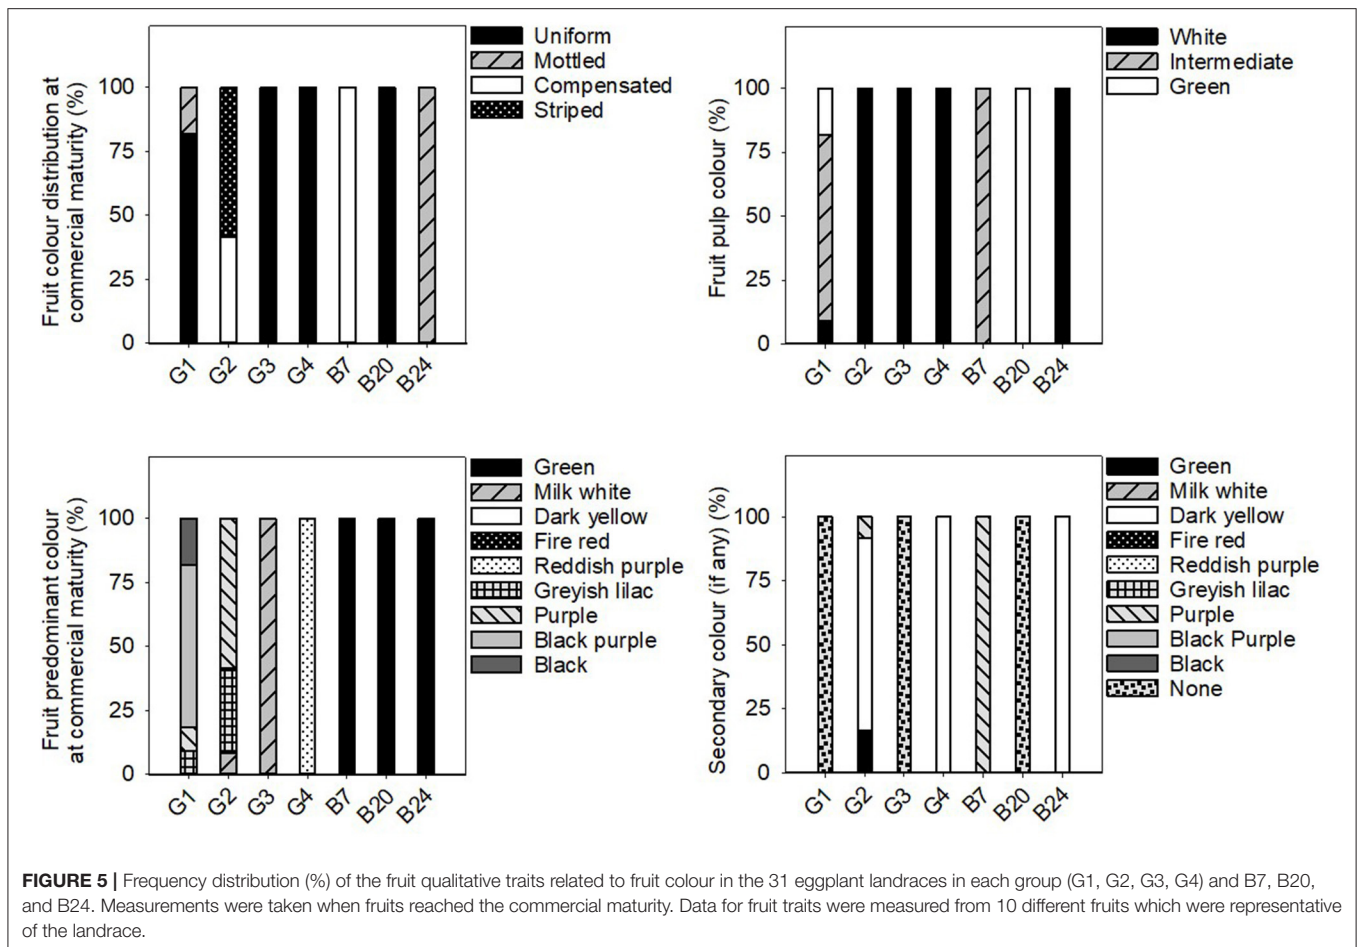 Fruit colour distribution at
commercial maturity (%)
100
75
50
25
0
G1
G2
G3
G4
B7
B20
B24
Uniform
Mottled
Compensated
Striped
Fruit pulp colour (%)
100
75
50
25
0
G1
G2
G3
G4
B7
B20
B24
White
Intermediate
Green
Fruit predominant colour
at commercial maturity (%)
100
75
50
25
0
G1
G2
G3
G4
B7
B20
B24
Green
Milk white
Dark yellow
Fire red
Reddish purple
Greyish lilac
Purple
Black purple
Black
Secondary colour (if any) (%)
100
75
50
25
0
G1
G2
G3
G4
B7
B20
B24
Green
Milk white
Dark yellow
Fire red
Reddish purple
Greyish lilac
Purple
Black Purple
Black
None
FIGURE 5 | Frequency distribution (%) of the fruit qualitative traits related to fruit colour in the 31 eggplant landraces in each group (G1, G2, G3, G4) and B7, B20,
and B24. Measurements were taken when fruits reached the commercial maturity. Data for fruit traits were measured from 10 different fruits which were representative
of the landrace.